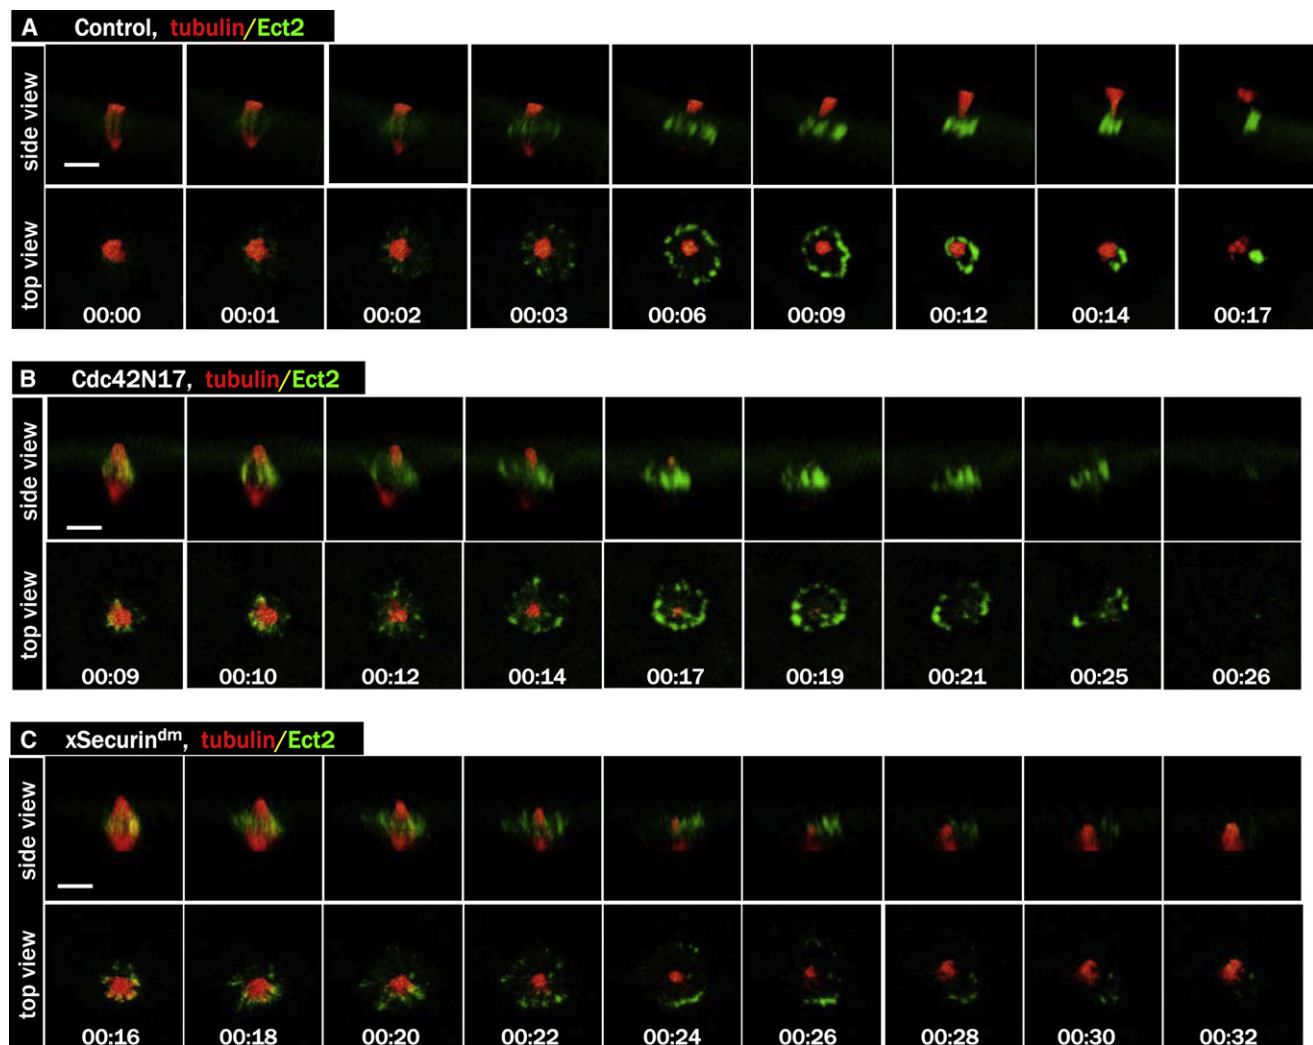 A Control, tubulin/Ect2
side view
top view
00:00 00:01 00:02 00:03 00:06 00:09 00:12 00:14 00:17
B Cdc42N17, tubulin/Ect2
side view
top view
00:09 00:10 00:12 00:14 00:17 00:19 00:21 00:25 00:26
C xSecurinᵈᵐ, tubulin/Ect2
side view
top view
00:16 00:18 00:20 00:22 00:24 00:26 00:28 00:30 00:32